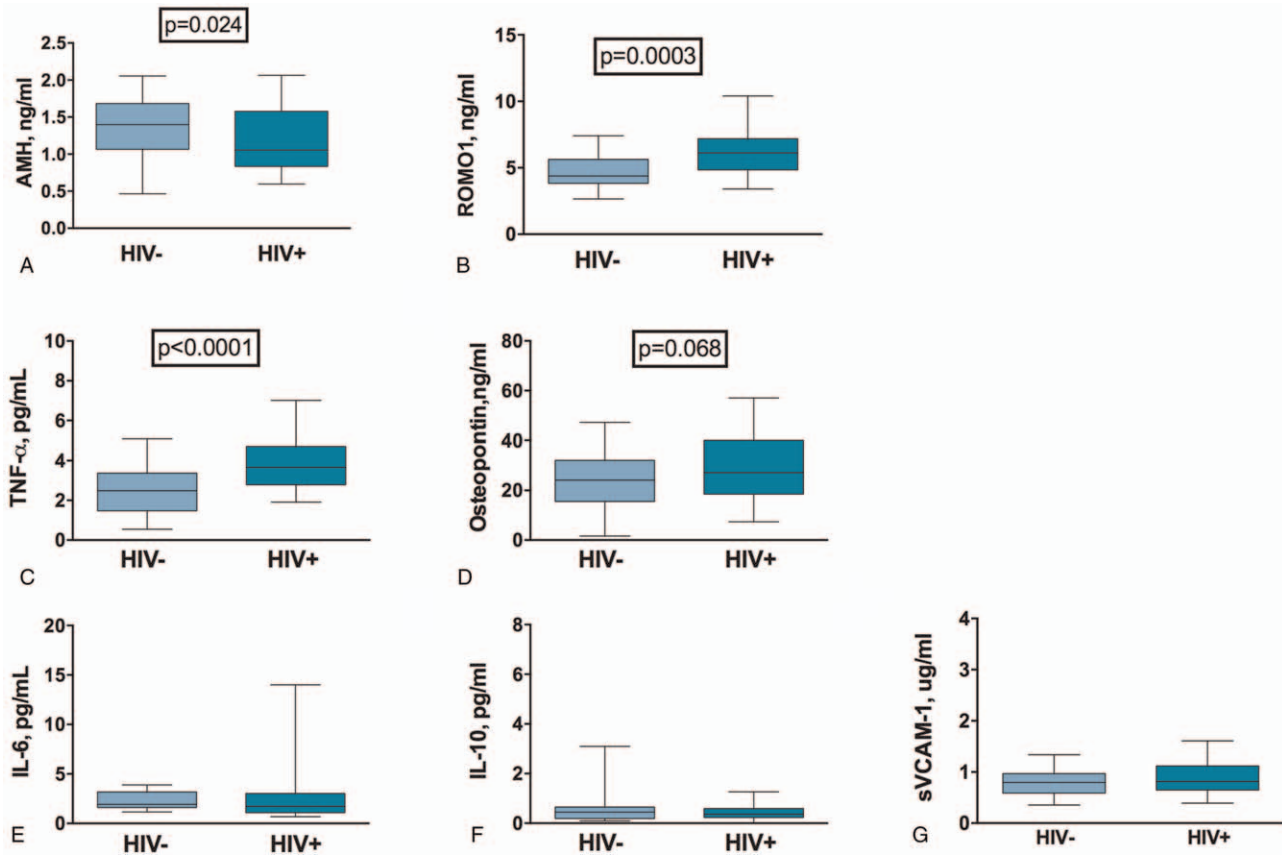 p=0.024
AMH, ng/ml
2.5
2.0
1.5
1.0
0.5
0.0
HIV-
HIV+
A
p=0.0003
ROMO1, ng/ml
15
10
5
0
HIV-
HIV+
B
p<0.0001
TNF-α, pg/mL
10
8
6
4
2
0
HIV-
HIV+
C
p=0.068
Osteopontin,ng/ml
80
60
40
20
0
HIV-
HIV+
D
IL-6, pg/mL
20
15
10
5
0
HIV-
HIV+
E
IL-10, pg/ml
8
6
4
2
0
HIV-
HIV+
F
sVCAM-1, ug/ml
4
3
2
1
0
HIV-
HIV+
G